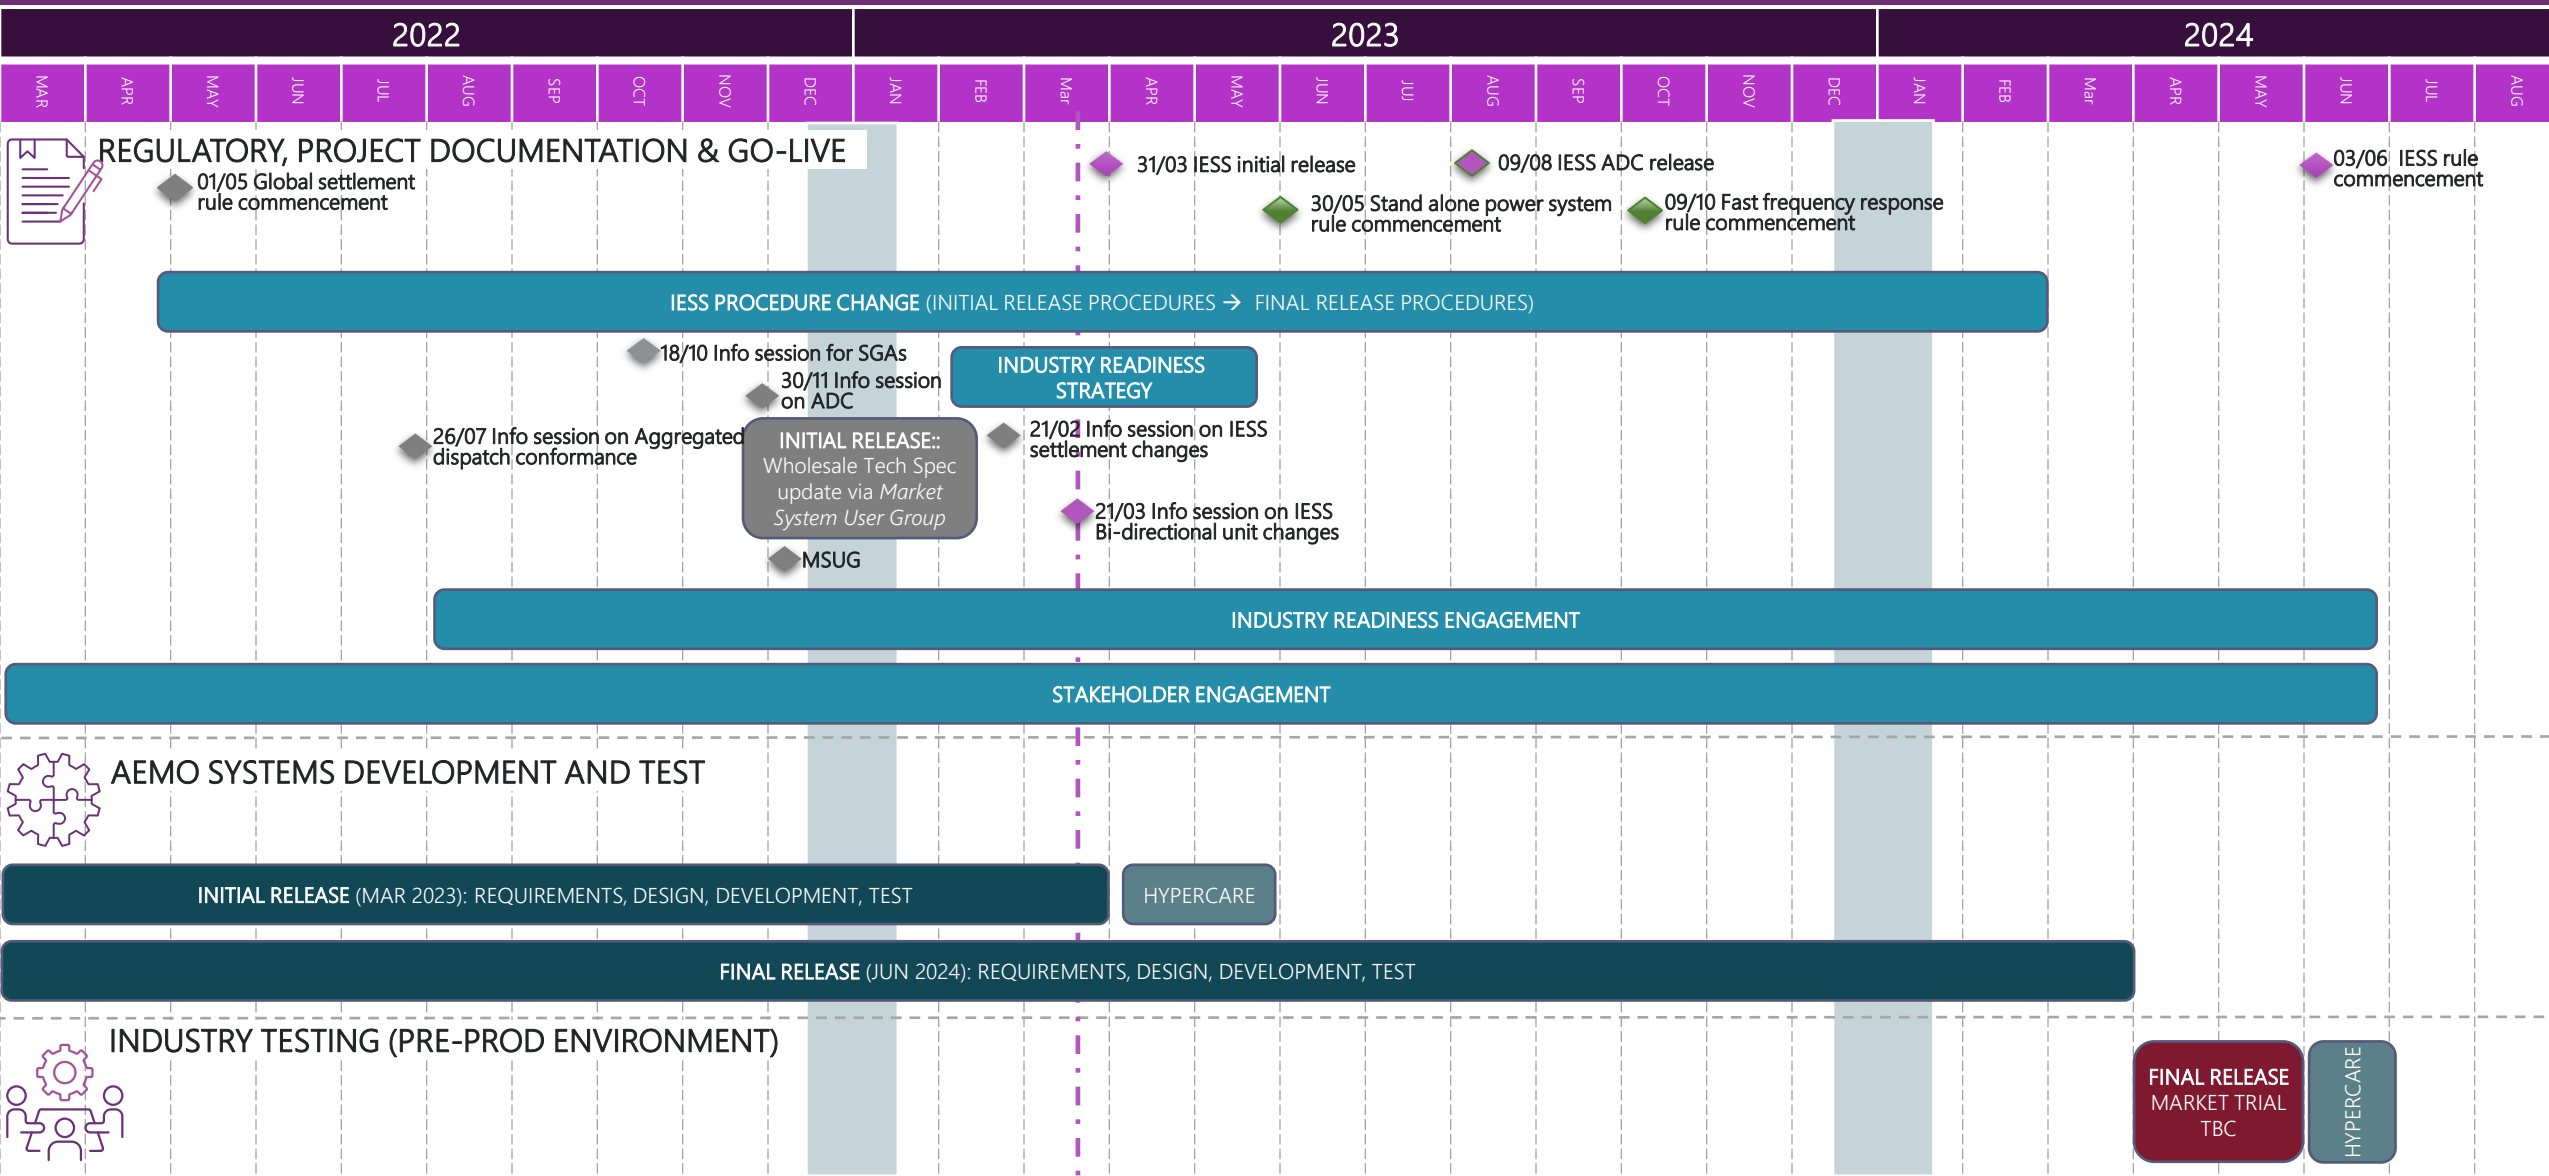 2022
2023
2024
MAR
APR
MAY
JUN
JUL
AUG
SEP
OCT
NOV
DEC
JAN
FEB
Mar
APR
MAY
JUN
JUJ
AUG
SEP
OCT
NOV
DEC
JAN
FEB
Mar
APR
MAY
JUN
JUL
AUG
REGULATORY, PROJECT DOCUMENTATION & GO-LIVE
01/05 Global settlement
rule commencement
31/03 IESS initial release
09/08 IESS ADC release
03/06 IESS rule
commencement
30/05 Stand alone power system
rule commencement
09/10 Fast frequency response
rule commencement
IESS PROCEDURE CHANGE (INITIAL RELEASE PROCEDURES → FINAL RELEASE PROCEDURES)
18/10 Info session for SGAs
30/11 Info session
on ADC
INDUSTRY READINESS
STRATEGY
26/07 Info session on Aggregated
dispatch conformance
INITIAL RELEASE::
Wholesale Tech Spec
update via Market
System User Group
21/02 Info session on IESS
settlement changes
21/03 Info session on IESS
Bi-directional unit changes
MSUG
INDUSTRY READINESS ENGAGEMENT
STAKEHOLDER ENGAGEMENT
AEMO SYSTEMS DEVELOPMENT AND TEST
INITIAL RELEASE (MAR 2023): REQUIREMENTS, DESIGN, DEVELOPMENT, TEST
HYPERCARE
FINAL RELEASE (JUN 2024): REQUIREMENTS, DESIGN, DEVELOPMENT, TEST
INDUSTRY TESTING (PRE-PROD ENVIRONMENT)
FINAL RELEASE
MARKET TRIAL
TBC
HYPERCARE